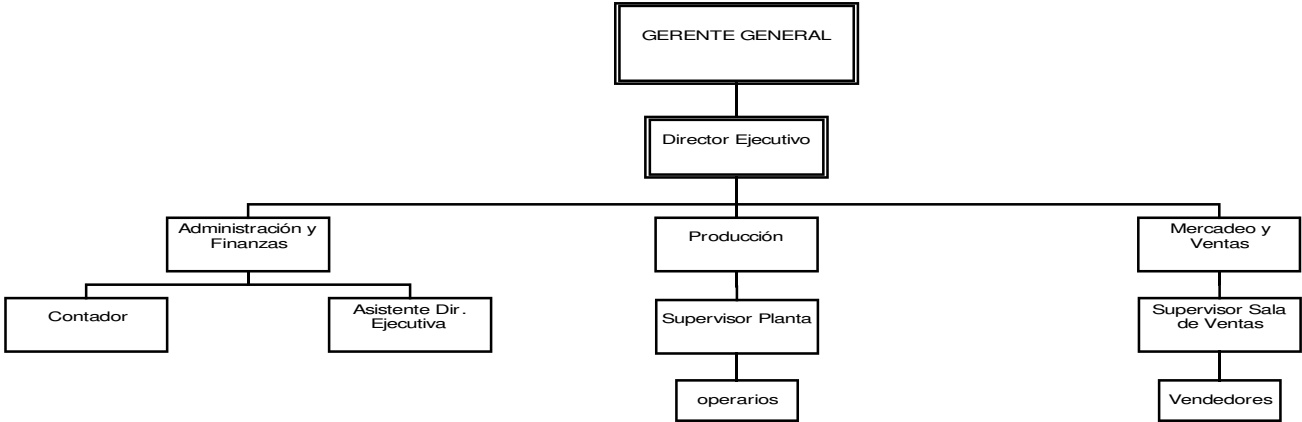 GERENTE GENERAL
Director Ejecutivo
Administración y
Finanzas
Producción
Mercadeo y
Ventas
Contador
Asistente Dir.
Ejecutiva
Supervisor Planta
Supervisor Sala
de Ventas
operarios
Vendedores